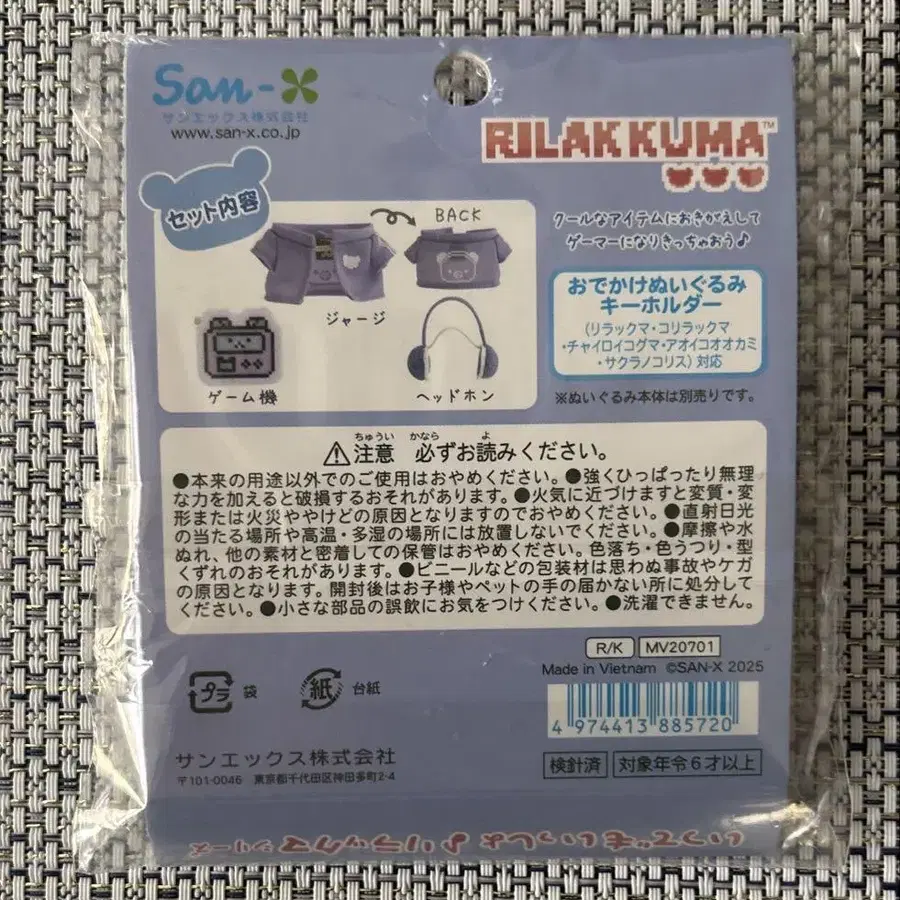 San-X
サンエックス株式会社
www.san-x.co.jp
RILAKKUMA™
セット内容
BACK
ジャージ
ゲーム機
ヘッドホン
クールなアイテムにおきがえして
ゲーマーになりきっちゃおう♪
おでかけぬいぐるみ
キーホルダー
(リラックマ・コリラックマ
・チャイロイコグマ・アオイコオオカミ
・サクラノコリス)対応
※ぬいぐるみ本体は別売りです。
ちゅうい かなら よ
⚠注意 必ずお読みください。
●本来の用途以外でのご使用はおやめください。●強くひっぱったり無理
な力を加えると破損するおそれがあります。●火気に近づけますと変質・変
形または火災ややけどの原因となりますのでおやめください。●直射日光
の当たる場所や高温・多湿の場所には放置しないでください。●摩擦や水
ぬれ、他の素材と密着しての保管はおやめください。色落ち・色うつり・型
くずれのおそれがあります。●ビニールなどの包装材は思わぬ事故やケガ
の原因となります。開封後はお子様やペットの手の届かない所に処分して
ください。●小さな部品の誤飲にお気をつけください。●洗濯できません。
R/K MV20701
Made in Vietnam ©SAN-X 2025
プラ 袋 紙 台紙
4 974413 885720
サンエックス株式会社
〒101-0046 東京都千代田区神田多町2-4
検針済 対象年令6才以上
いつでもいっしょ♪リラックマシリーズ